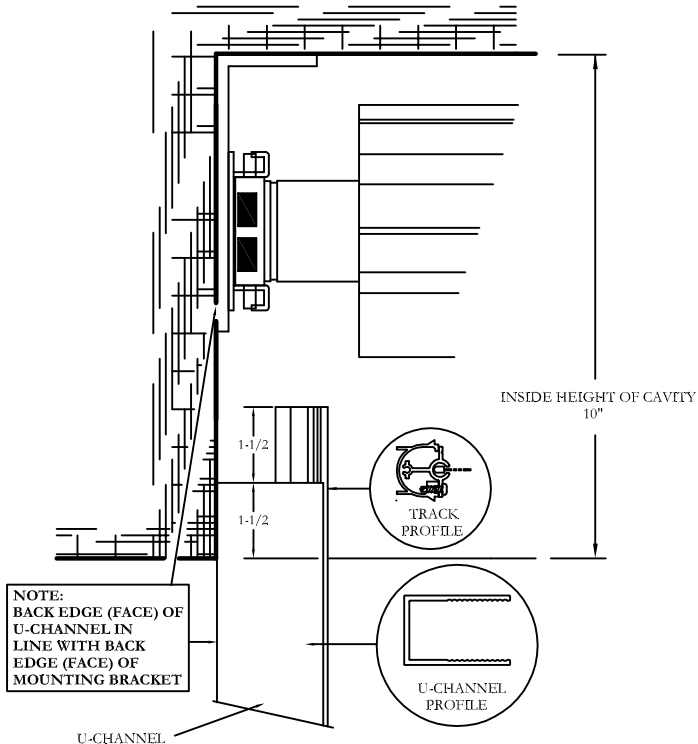 INSIDE HEIGHT OF CAVITY
10"
1-1/2
1-1/2
TRACK
PROFILE
NOTE:
BACK EDGE (FACE) OF
U-CHANNEL IN
LINE WITH BACK
EDGE (FACE) OF
MOUNTING BRACKET
U-CHANNEL
PROFILE
U-CHANNEL